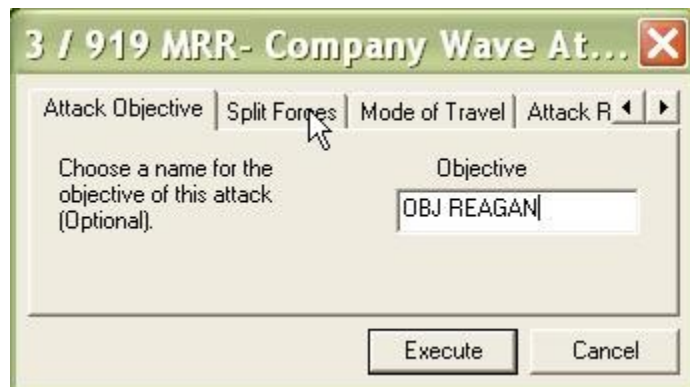 3 / 919 MRR- Company Wave At...
Attack Objective Split Forces Mode of Travel Attack R
Choose a name for the
objective of this attack
(Optional).
Objective
OBJ REAGAN
Execute Cancel